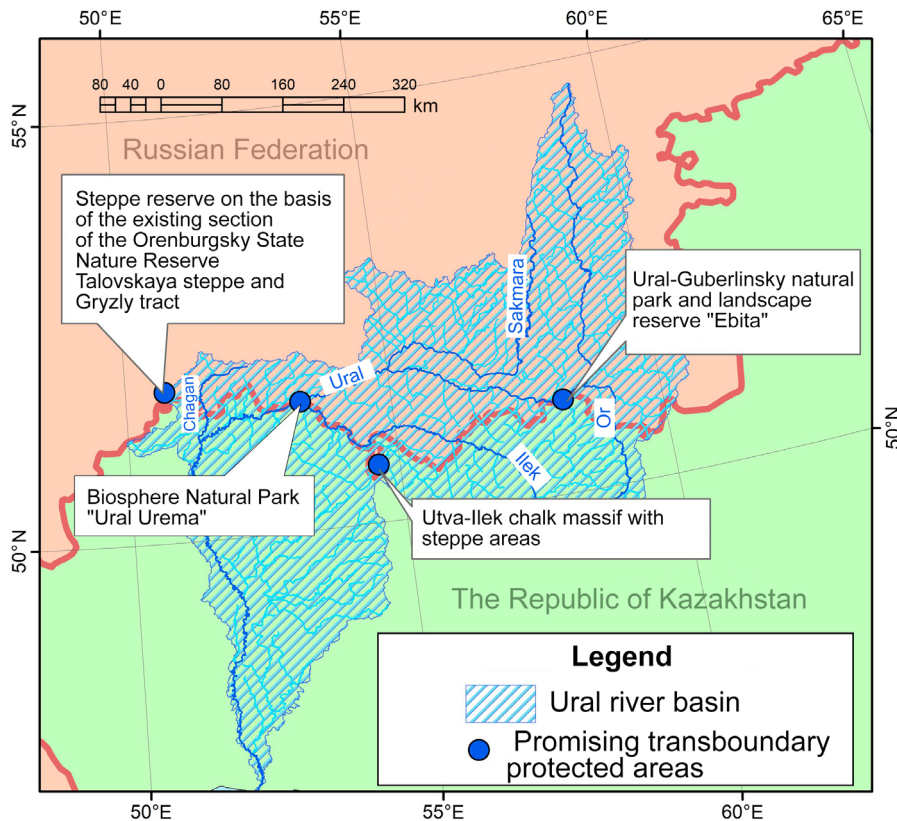 50°E
55°E
60°E
65°E
80 40 0 80 160 240 320
km
55°N
Russian Federation
Steppe reserve on the basis
of the existing section
of the Orenburgsky State
Nature Reserve
Talovskaya steppe and
Gryzly tract
Sakmara
Ural-Guberlinsky natural
park and landscape
reserve "Ebita"
Ural
Chagan
Or
50°N
Ilek
Biosphere Natural Park
"Ural Urema"
Utva-Ilek chalk massif with
steppe areas
50°N
The Republic of Kazakhstan
Legend
Ural river basin
Promising transboundary
protected areas
50°E
55°E
60°E